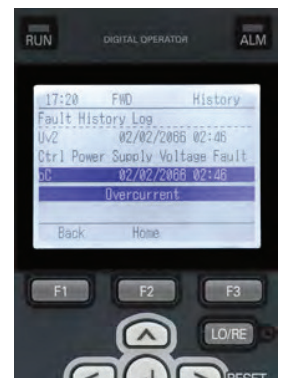 RUN DIGITAL OPERATOR ALM
17:20 FWD History
Fault History Log
Uv2 02/02/2066 02:46
Ctrl Power Supply Voltage Fault
oC 02/02/2066 02:46
Overcurrent
Back Home
F1 F2 F3
LO/RE
RESET